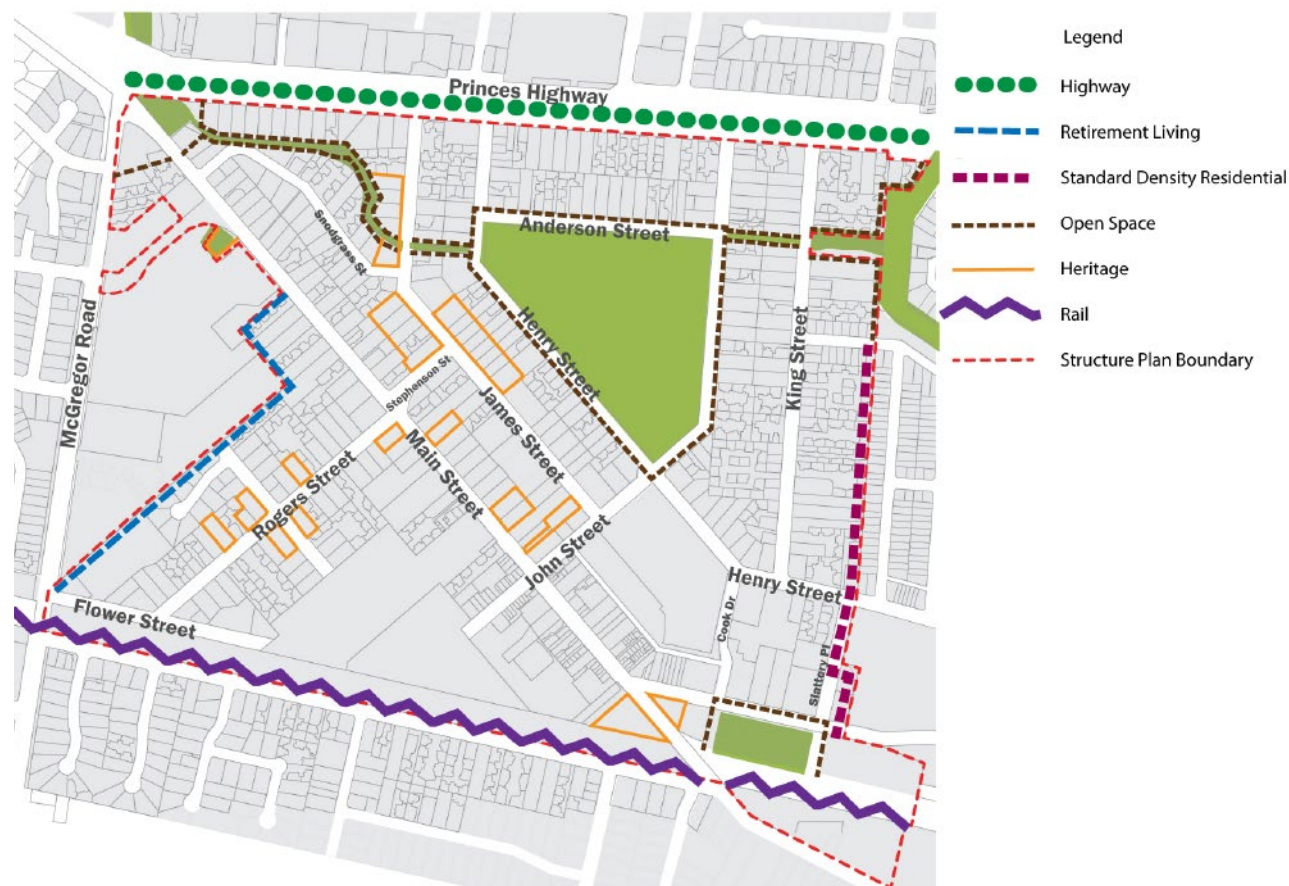 Princes Highway
Anderson Street
Snodgrass St
Henry Street
King Street
McGregor Road
Stephenson St
James Street
Main Street
Rogers Street
John Street
Henry Street
Flower Street
Cook Dr
Slattery Pl
Legend
Highway
Retirement Living
Standard Density Residential
Open Space
Heritage
Rail
Structure Plan Boundary